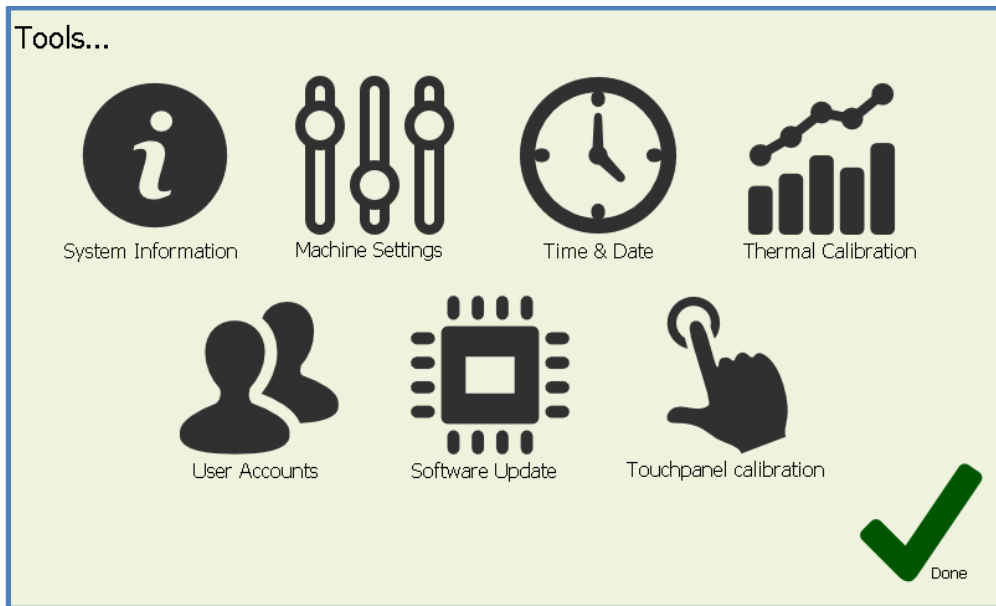 Tools...
System Information
Machine Settings
Time & Date
Thermal Calibration
User Accounts
Software Update
Touchpanel calibration
Done